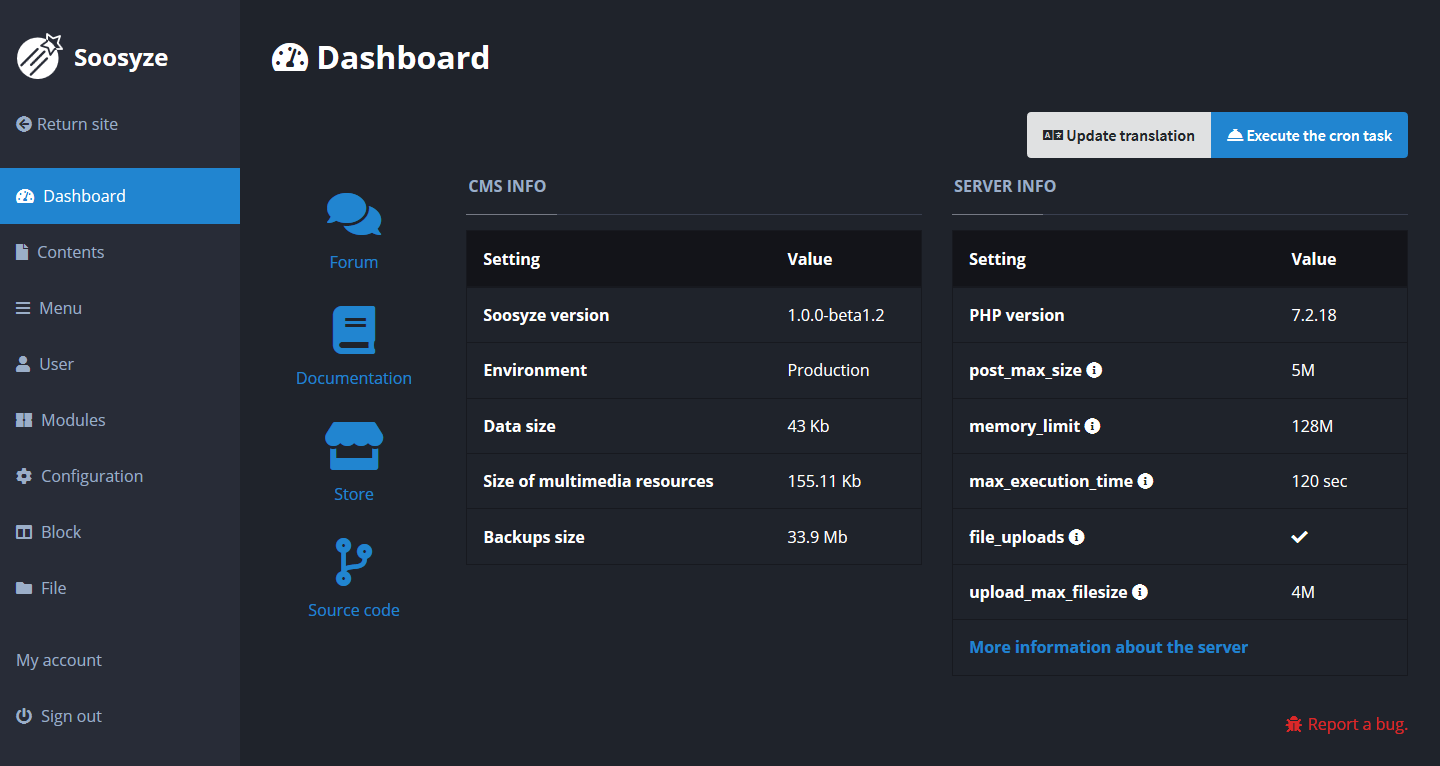 Soosyze
Return site
Dashboard
Contents
Menu
User
Modules
Configuration
Block
File
My account
Sign out
Dashboard
Update translation
Execute the cron task
Forum
Documentation
Store
Source code
CMS INFO
Setting Value
Soosyze version 1.0.0-beta1.2
Environment Production
Data size 43 Kb
Size of multimedia resources 155.11 Kb
Backups size 33.9 Mb
SERVER INFO
Setting Value
PHP version 7.2.18
post_max_size 5M
memory_limit 128M
max_execution_time 120 sec
file_uploads
upload_max_filesize 4M
More information about the server
Report a bug.